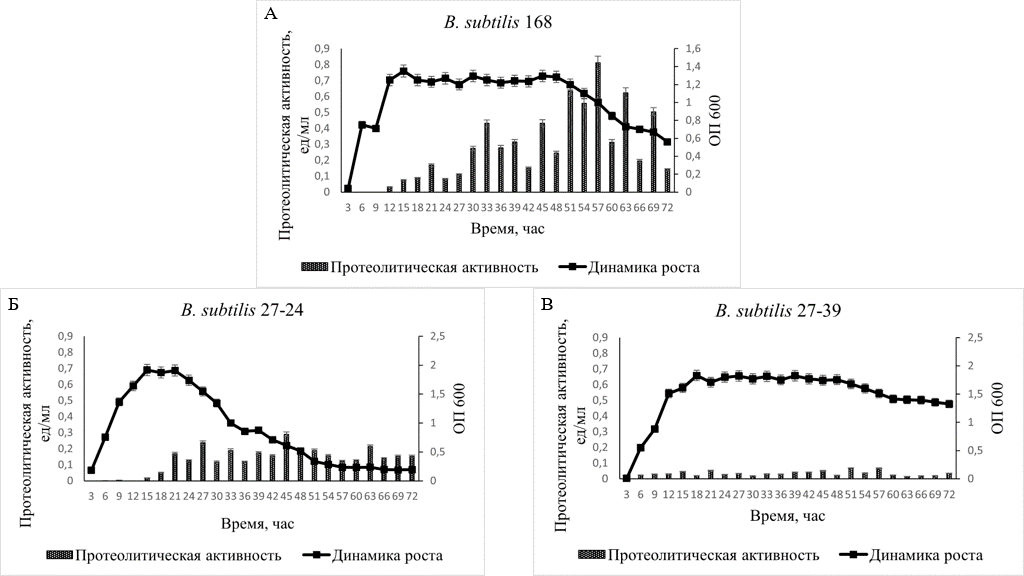 А
B. subtilis 168
Протеолитическая активность,
ед/мл
0,9
0,8
0,7
0,6
0,5
0,4
0,3
0,2
0,1
0
1,6
1,4
1,2
1
0,8
0,6
0,4
0,2
0
ОП 600
3 6 9 12 15 18 21 24 27 30 33 36 39 42 45 48 51 54 57 60 63 66 69 72
Время, час
Протеолитическая активность Динамика роста
Б
B. subtilis 27-24
Протеолитическая активность,
ед/мл
0,9
0,8
0,7
0,6
0,5
0,4
0,3
0,2
0,1
0
2,5
2
1,5
1
0,5
0
ОП 600
3 6 9 12 15 18 21 24 27 30 33 36 39 42 45 48 51 54 57 60 63 66 69 72
Время, час
Протеолитическая активность Динамика роста
В
B. subtilis 27-39
Протеолитическая активность,
ед/мл
0,9
0,8
0,7
0,6
0,5
0,4
0,3
0,2
0,1
0
2,5
2
1,5
1
0,5
0
ОП 600
3 6 9 12 15 18 21 24 27 30 33 36 39 42 45 48 51 54 57 60 63 66 69 72
Время, час
Протеолитическая активность Динамика роста